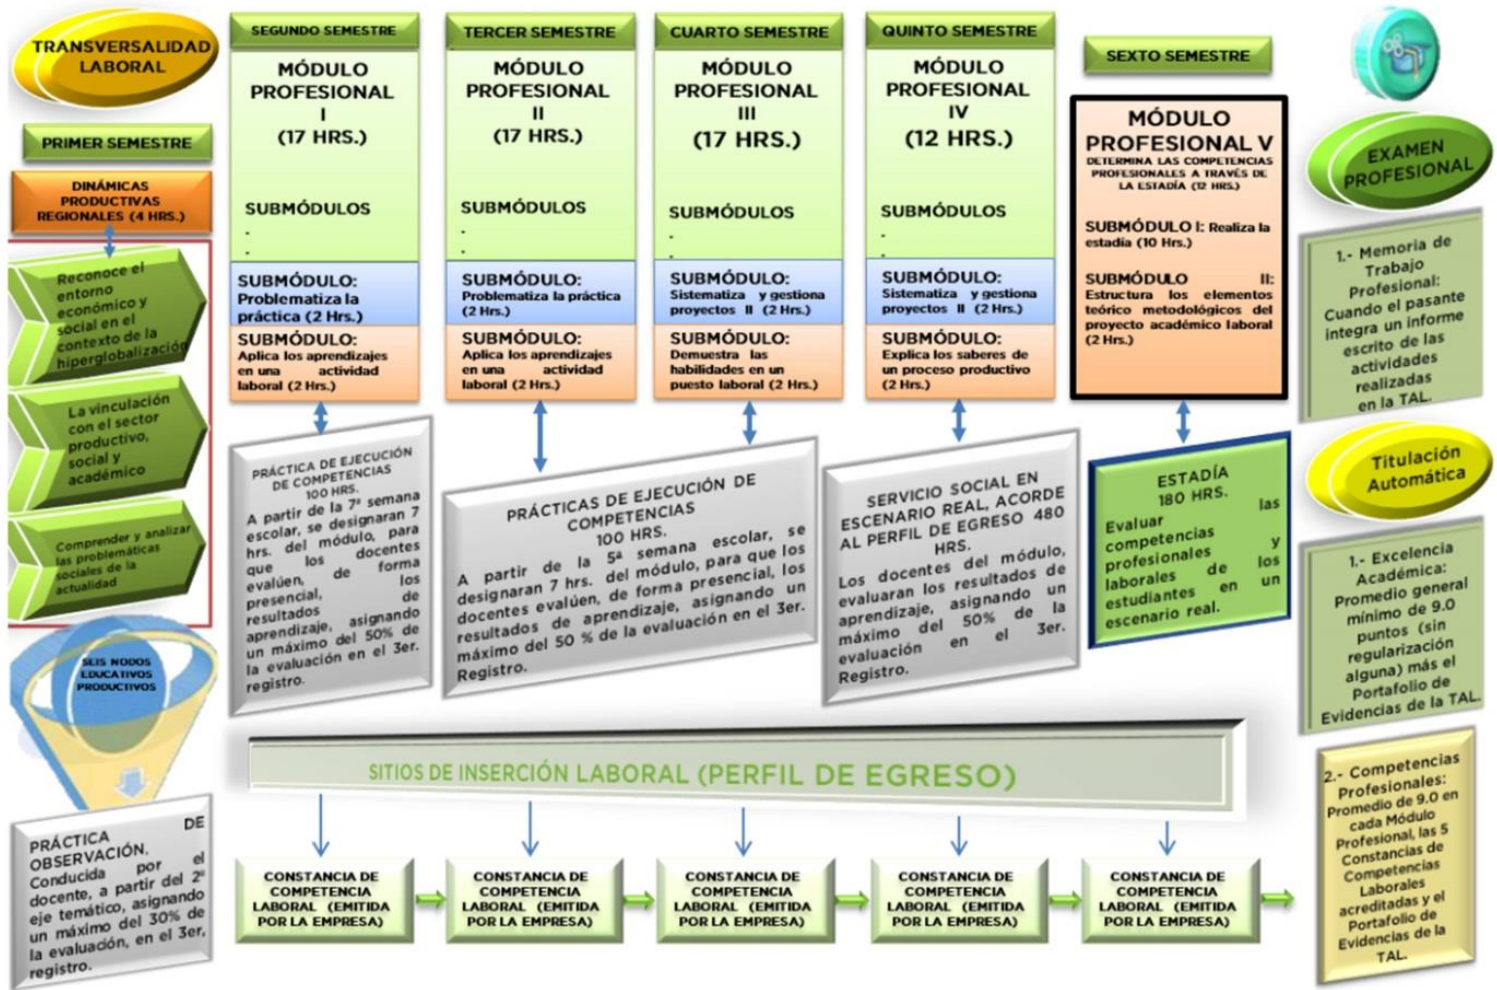 TRANSVERSALIDAD
LABORAL
PRIMER SEMESTRE
DINÁMICAS
PRODUCTIVAS
REGIONALES (4 HRS.)
Reconoce el
entorno
económico y
social en el
contexto de la
hiperglobalización
La vinculación
con el sector
productivo,
social y
académico
Comprender y analizar
las problemáticas
sociales de la
actualidad
SEIS NODOS
EDUCATIVOS
PRODUCTIVOS
PRÁCTICA DE
OBSERVACIÓN.
Conducida por el
docente, a partir del 2º
eje temático, asignando
un máximo del 30% de
la evaluación, en el 3er,
registro.
SEGUNDO SEMESTRE
MÓDULO
PROFESIONAL
I
(17 HRS.)
SUBMÓDULOS
.
.
SUBMÓDULO:
Problematiza la
práctica (2 Hrs.)
SUBMÓDULO:
Aplica los aprendizajes
en una actividad
laboral (2 Hrs.)
PRÁCTICA DE EJECUCIÓN
DE COMPETENCIAS
100 HRS.
A partir de la 7ª semana
escolar, se designaran 7
hrs. del módulo, para
que los docentes
evalúen, de forma
presencial, los
resultados de
aprendizaje, asignando
un máximo del 50% de
la evaluación en el 3er.
registro.
TERCER SEMESTRE
MÓDULO
PROFESIONAL
II
(17 HRS.)
SUBMÓDULOS
.
.
SUBMÓDULO:
Problematiza la práctica
(2 Hrs.)
SUBMÓDULO:
Aplica los aprendizajes
en una actividad
laboral (2 Hrs.)
CUARTO SEMESTRE
MÓDULO
PROFESIONAL
III
(17 HRS.)
SUBMÓDULOS
.
.
SUBMÓDULO:
Sistematiza y gestiona
proyectos II (2 Hrs.)
SUBMÓDULO:
Demuestra las
habilidades en un
puesto laboral (2 Hrs.)
PRÁCTICAS DE EJECUCIÓN DE
COMPETENCIAS
100 HRS.
A partir de la 5ª semana escolar, se
designaran 7 hrs. del módulo, para que los
docentes evalúen, de forma presencial, los
resultados de aprendizaje, asignando un
máximo del 50 % de la evaluación en el 3er.
Registro.
QUINTO SEMESTRE
MÓDULO
PROFESIONAL
IV
(12 HRS.)
SUBMÓDULOS
.
.
SUBMÓDULO:
Sistematiza y gestiona
proyectos II (2 Hrs.)
SUBMÓDULO:
Explica los saberes de
un proceso productivo
(2 Hrs.)
SERVICIO SOCIAL EN
ESCENARIO REAL, ACORDE
AL PERFIL DE EGRESO 480
HRS.
Los docentes del módulo,
evaluaran los resultados de
aprendizaje, asignando un
máximo del 50% de la
evaluación en el 3er.
Registro.
SEXTO SEMESTRE
MÓDULO
PROFESIONAL V
DETERMINA LAS COMPETENCIAS
PROFESIONALES A TRAVÉS DE
LA ESTADÍA (12 HRS.)
SUBMÓDULO I: Realiza la
estadía (10 Hrs.)
SUBMÓDULO II:
Estructura los elementos
teórico metodológicos del
proyecto académico laboral
(2 Hrs.)
ESTADÍA
180 HRS.
Evaluar las
competencias
profesionales y
laborales de los
estudiantes en un
escenario real.
SITIOS DE INSERCIÓN LABORAL (PERFIL DE EGRESO)
CONSTANCIA DE
COMPETENCIA
LABORAL (EMITIDA
POR LA EMPRESA)
CONSTANCIA DE
COMPETENCIA
LABORAL (EMITIDA
POR LA EMPRESA)
CONSTANCIA DE
COMPETENCIA
LABORAL (EMITIDA
POR LA EMPRESA)
CONSTANCIA DE
COMPETENCIA
LABORAL (EMITIDA
POR LA EMPRESA)
CONSTANCIA DE
COMPETENCIA
LABORAL (EMITIDA
POR LA EMPRESA)
EXAMEN
PROFESIONAL
1.- Memoria de
Trabajo
Profesional:
Cuando el pasante
integra un informe
escrito de las
actividades
realizadas
en la TAL.
Titulación
Automática
1.- Excelencia
Académica:
Promedio general
mínimo de 9.0
puntos (sin
regularización
alguna) más el
Portafolio de
Evidencias de la TAL.
2.- Competencias
Profesionales:
Promedio de 9.0 en
cada Módulo
Profesional, las 5
Constancias de
Competencias
Laborales
acreditadas y el
Portafolio de
Evidencias de la
TAL.